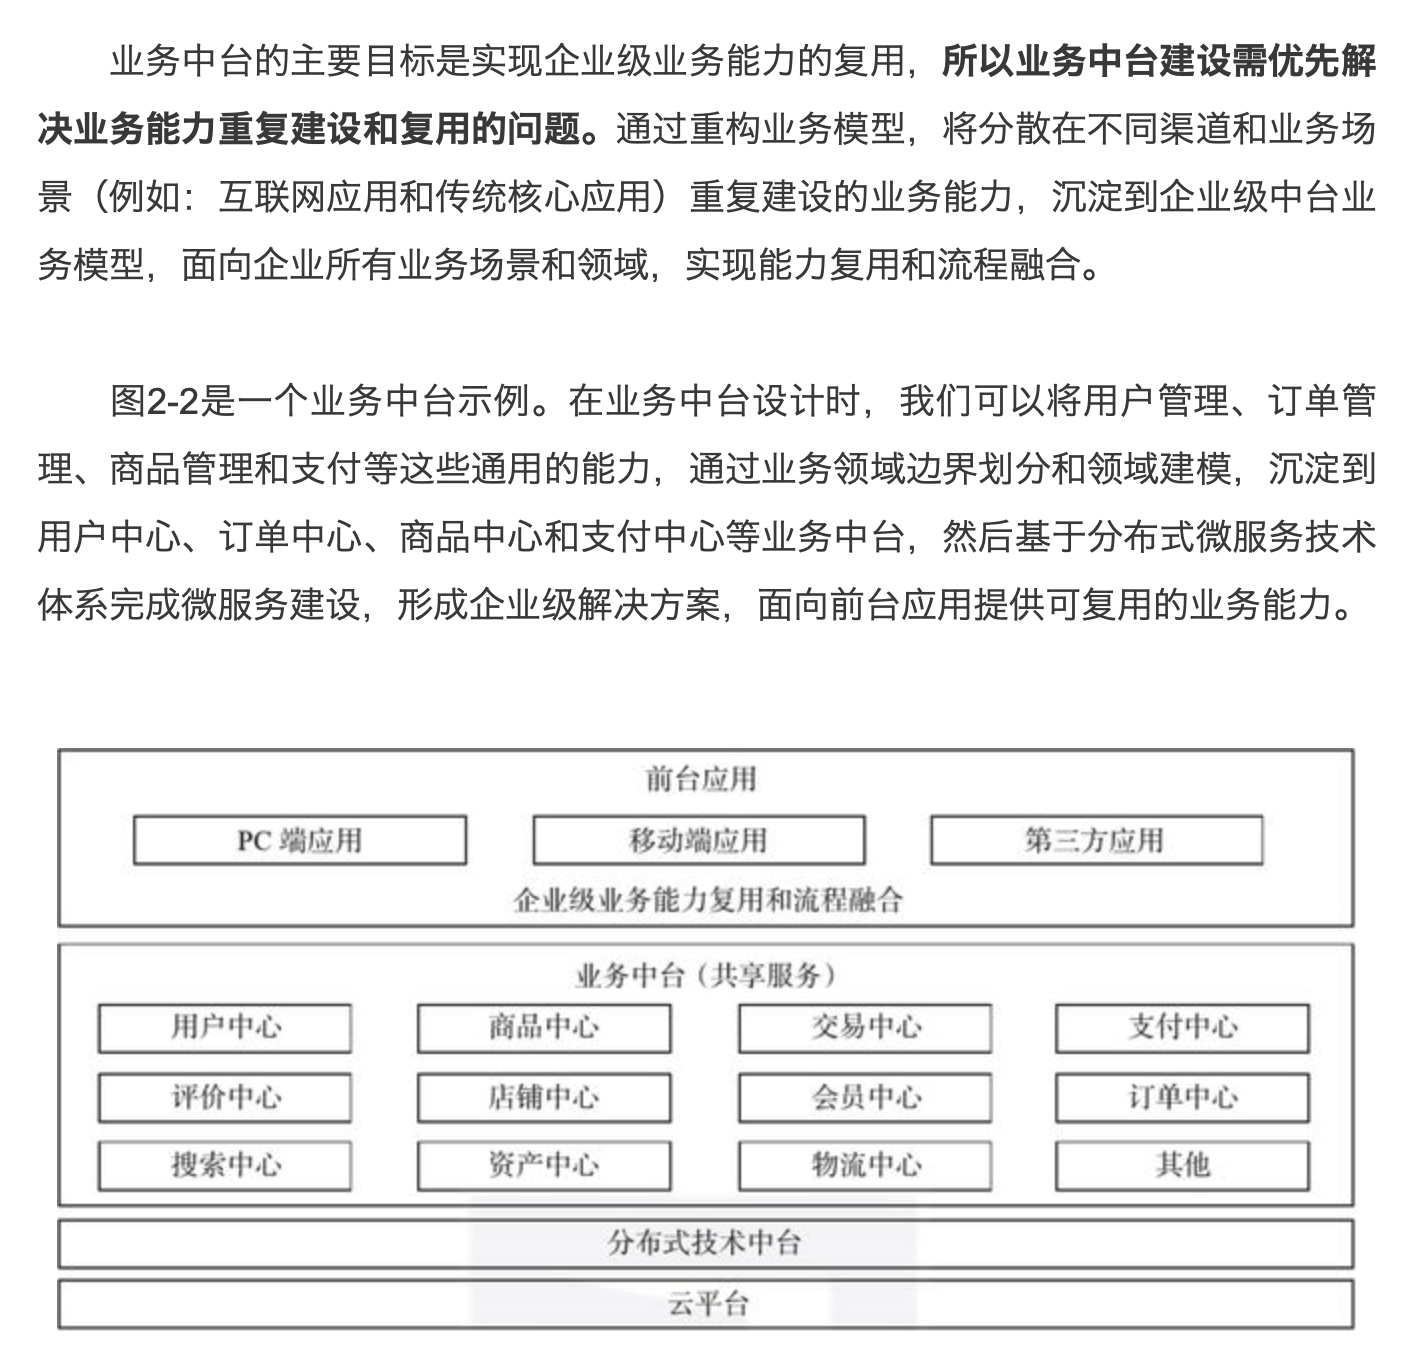 业务中台的主要目标是实现企业级业务能力的复用，所以业务中台建设需优先解
决业务能力重复建设和复用的问题。通过重构业务模型，将分散在不同渠道和业务场
景（例如：互联网应用和传统核心应用）重复建设的业务能力，沉淀到企业级中台业
务模型，面向企业所有业务场景和领域，实现能力复用和流程融合。
图2-2是一个业务中台示例。在业务中台设计时，我们可以将用户管理、订单管
理、商品管理和支付等这些通用的能力，通过业务领域边界划分和领域建模，沉淀到
用户中心、订单中心、商品中心和支付中心等业务中台，然后基于分布式微服务技术
体系完成微服务建设，形成企业级解决方案，面向前台应用提供可复用的业务能力。
前台应用
PC 端应用 移动端应用 第三方应用
企业级业务能力复用和流程融合
业务中台（共享服务）
用户中心 商品中心 交易中心 支付中心
评价中心 店铺中心 会员中心 订单中心
搜索中心 资产中心 物流中心 其他
分布式技术中台
云平台